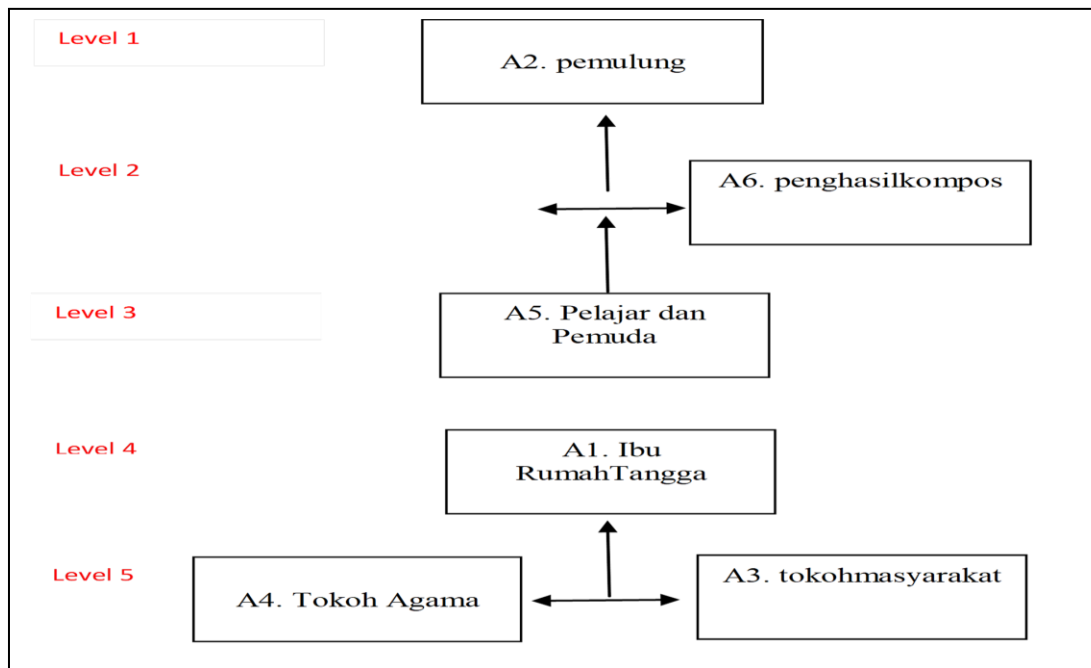 Level 1
A2. pemulung
Level 2
A6. penghasilkompos
Level 3
A5. Pelajar dan
Pemuda
Level 4
A1. Ibu
RumahTangga
Level 5
A4. Tokoh Agama
A3. tokohmasyarakat